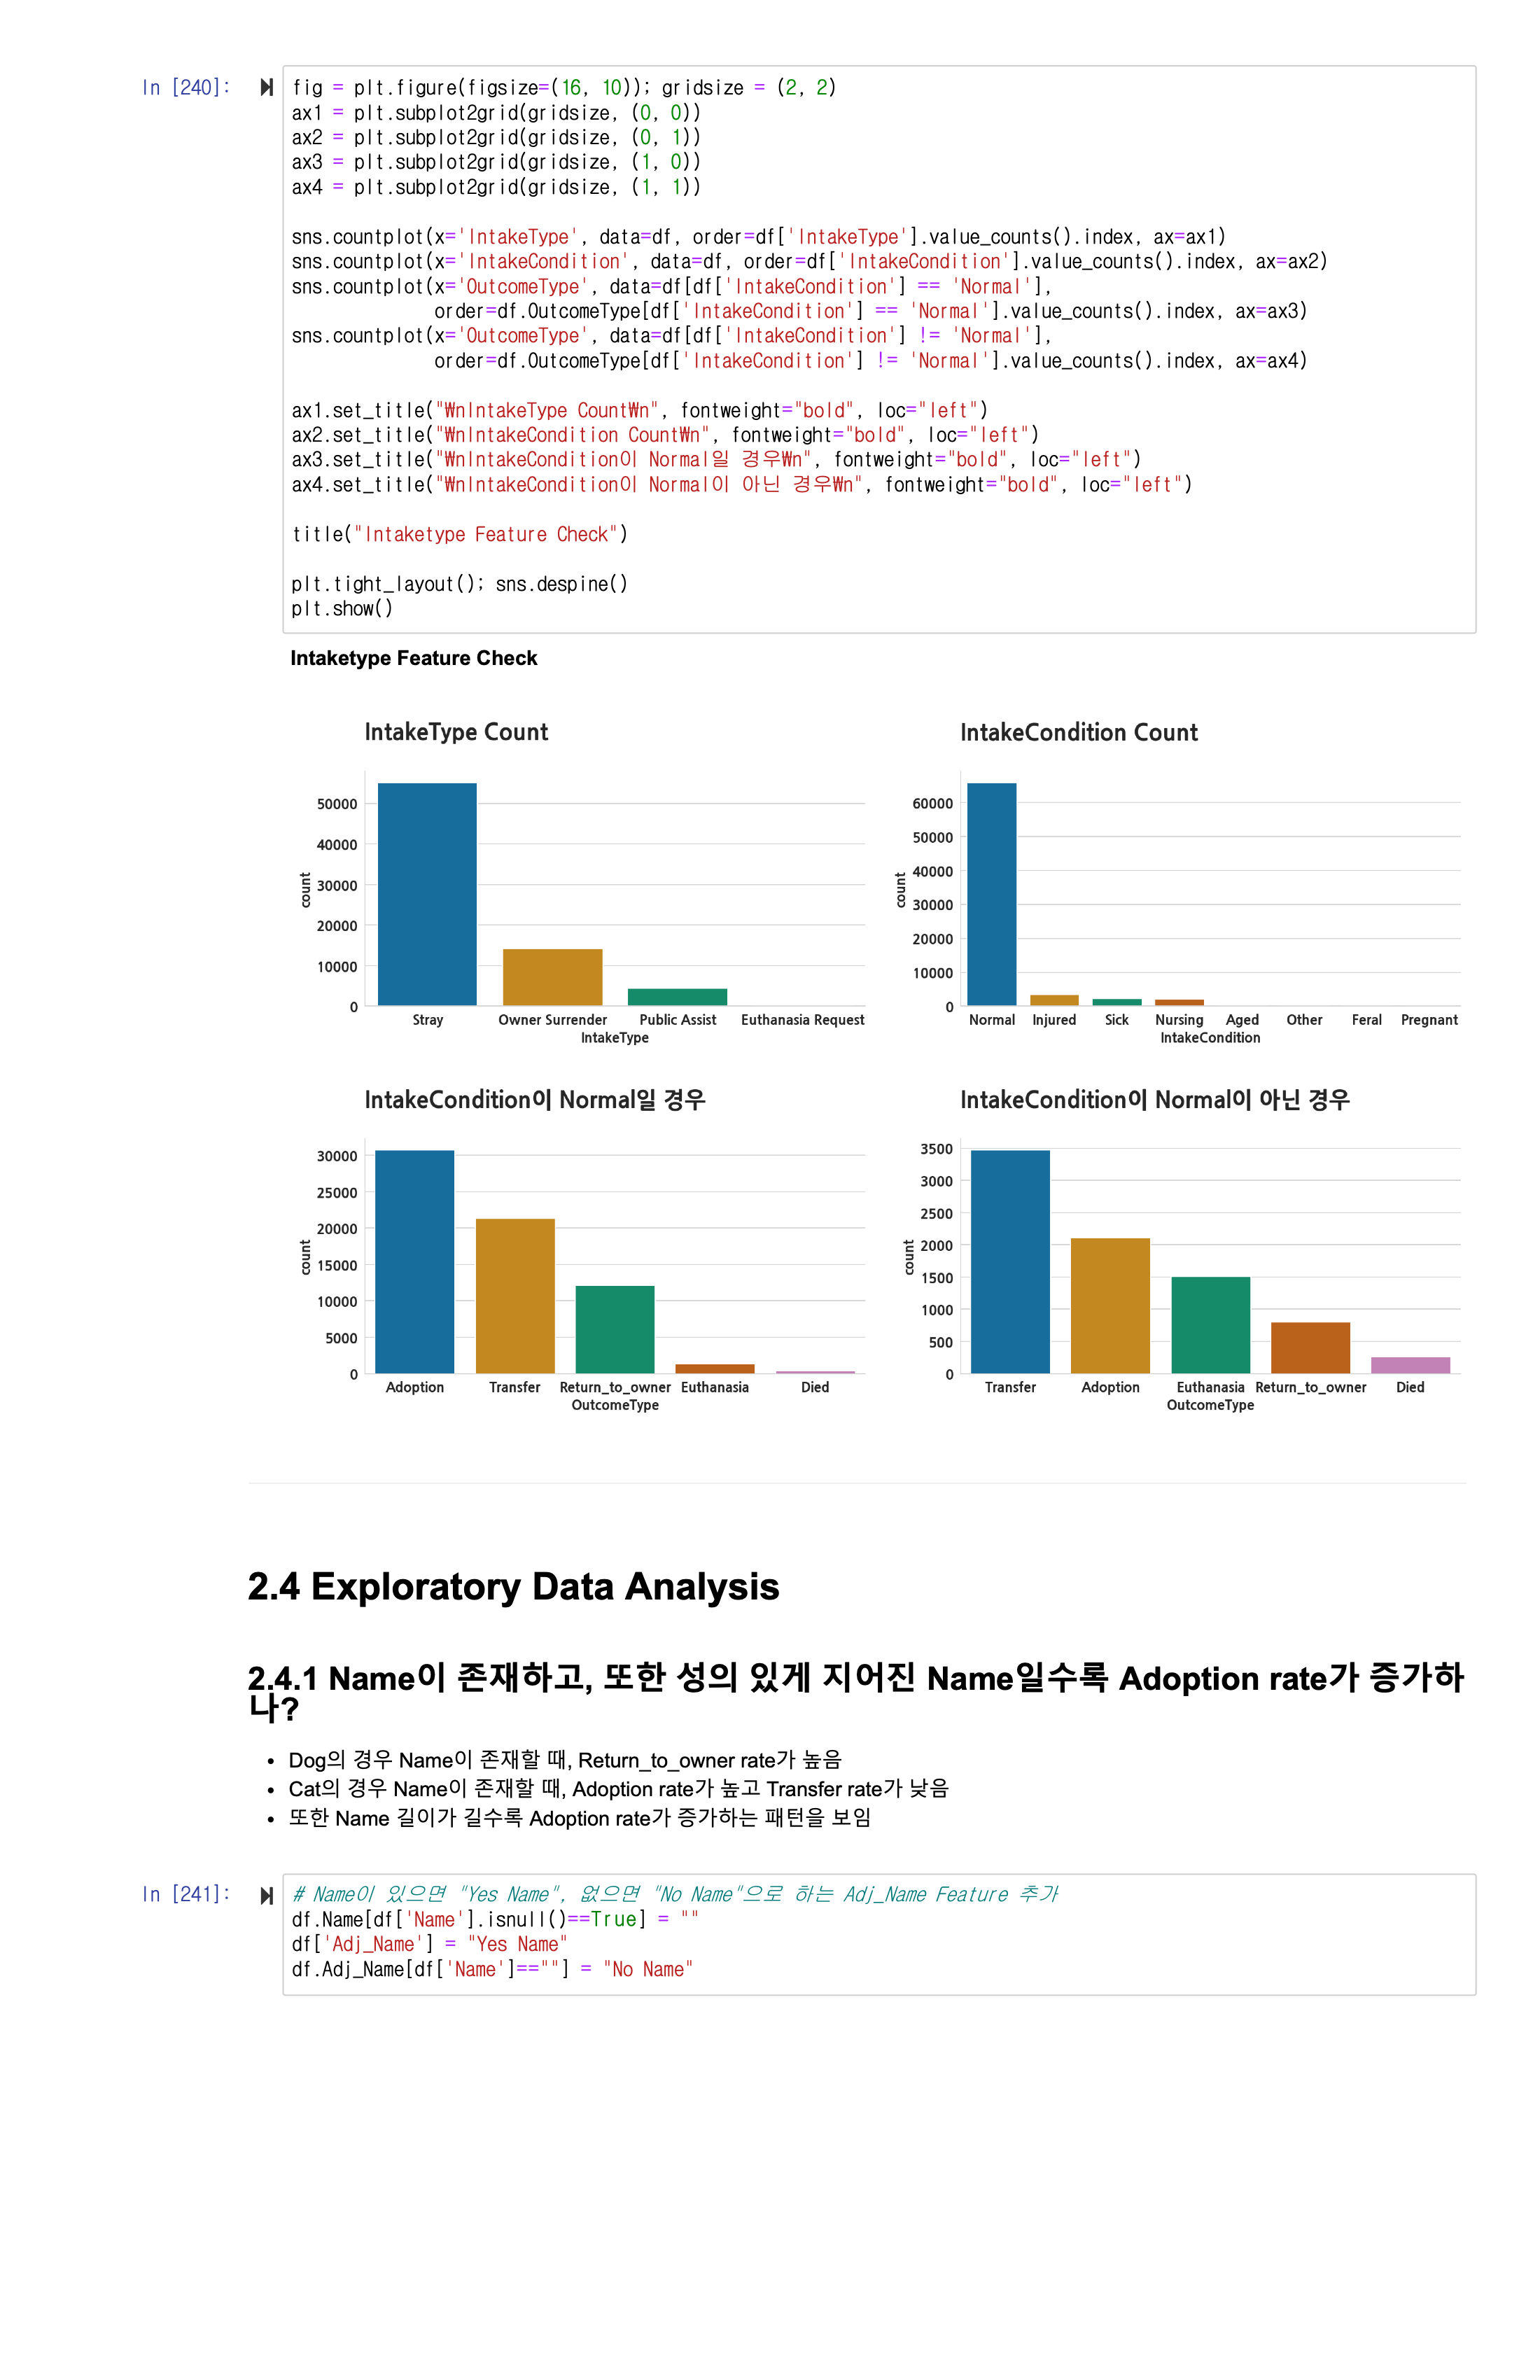 In [240]:
fig = plt.figure(figsize=(16, 10)); gridsize = (2, 2)
ax1 = plt.subplot2grid(gridsize, (0, 0))
ax2 = plt.subplot2grid(gridsize, (0, 1))
ax3 = plt.subplot2grid(gridsize, (1, 0))
ax4 = plt.subplot2grid(gridsize, (1, 1))
sns.countplot(x='IntakeType', data=df, order=df['IntakeType'].value_counts().index, ax=ax1)
sns.countplot(x='IntakeCondition', data=df, order=df['IntakeCondition'].value_counts().index, ax=ax2)
sns.countplot(x='OutcomeType', data=df[df['IntakeCondition'] == 'Normal'],
order=df.OutcomeType[df['IntakeCondition'] == 'Normal'].value_counts().index, ax=ax3)
sns.countplot(x='OutcomeType', data=df[df['IntakeCondition'] != 'Normal'],
order=df.OutcomeType[df['IntakeCondition'] != 'Normal'].value_counts().index, ax=ax4)
ax1.set_title("₩nIntakeType Count₩n", fontweight="bold", loc="left")
ax2.set_title("₩nIntakeCondition Count₩n", fontweight="bold", loc="left")
ax3.set_title("₩nIntakeCondition이 Normal일 경우₩n", fontweight="bold", loc="left")
ax4.set_title("₩nIntakeCondition이 Normal이 아닌 경우₩n", fontweight="bold", loc="left")
title("Intaketype Feature Check")
plt.tight_layout(); sns.despine()
plt.show()
Intaketype Feature Check
IntakeType Count
50000
40000
30000
20000
10000
0
count
Stray Owner Surrender Public Assist Euthanasia Request
IntakeType
IntakeCondition Count
60000
50000
40000
30000
20000
10000
0
count
Normal Injured Sick Nursing Aged Other Feral Pregnant
IntakeCondition
IntakeCondition이 Normal일 경우
30000
25000
20000
15000
10000
5000
0
count
Adoption Transfer Return_to_owner Euthanasia Died
OutcomeType
IntakeCondition이 Normal이 아닌 경우
3500
3000
2500
2000
1500
1000
500
0
count
Transfer Adoption Euthanasia Return_to_owner Died
OutcomeType
2.4 Exploratory Data Analysis
2.4.1 Name이 존재하고, 또한 성의 있게 지어진 Name일수록 Adoption rate가 증가하
나?
• Dog의 경우 Name이 존재할 때, Return_to_owner rate가 높음
• Cat의 경우 Name이 존재할 때, Adoption rate가 높고 Transfer rate가 낮음
• 또한 Name 길이가 길수록 Adoption rate가 증가하는 패턴을 보임
In [241]:
# Name이 있으면 "Yes Name", 없으면 "No Name"으로 하는 Adj_Name Feature 추가
df.Name[df['Name'].isnull()==True] = ""
df['Adj_Name'] = "Yes Name"
df.Adj_Name[df['Name']==""] = "No Name"